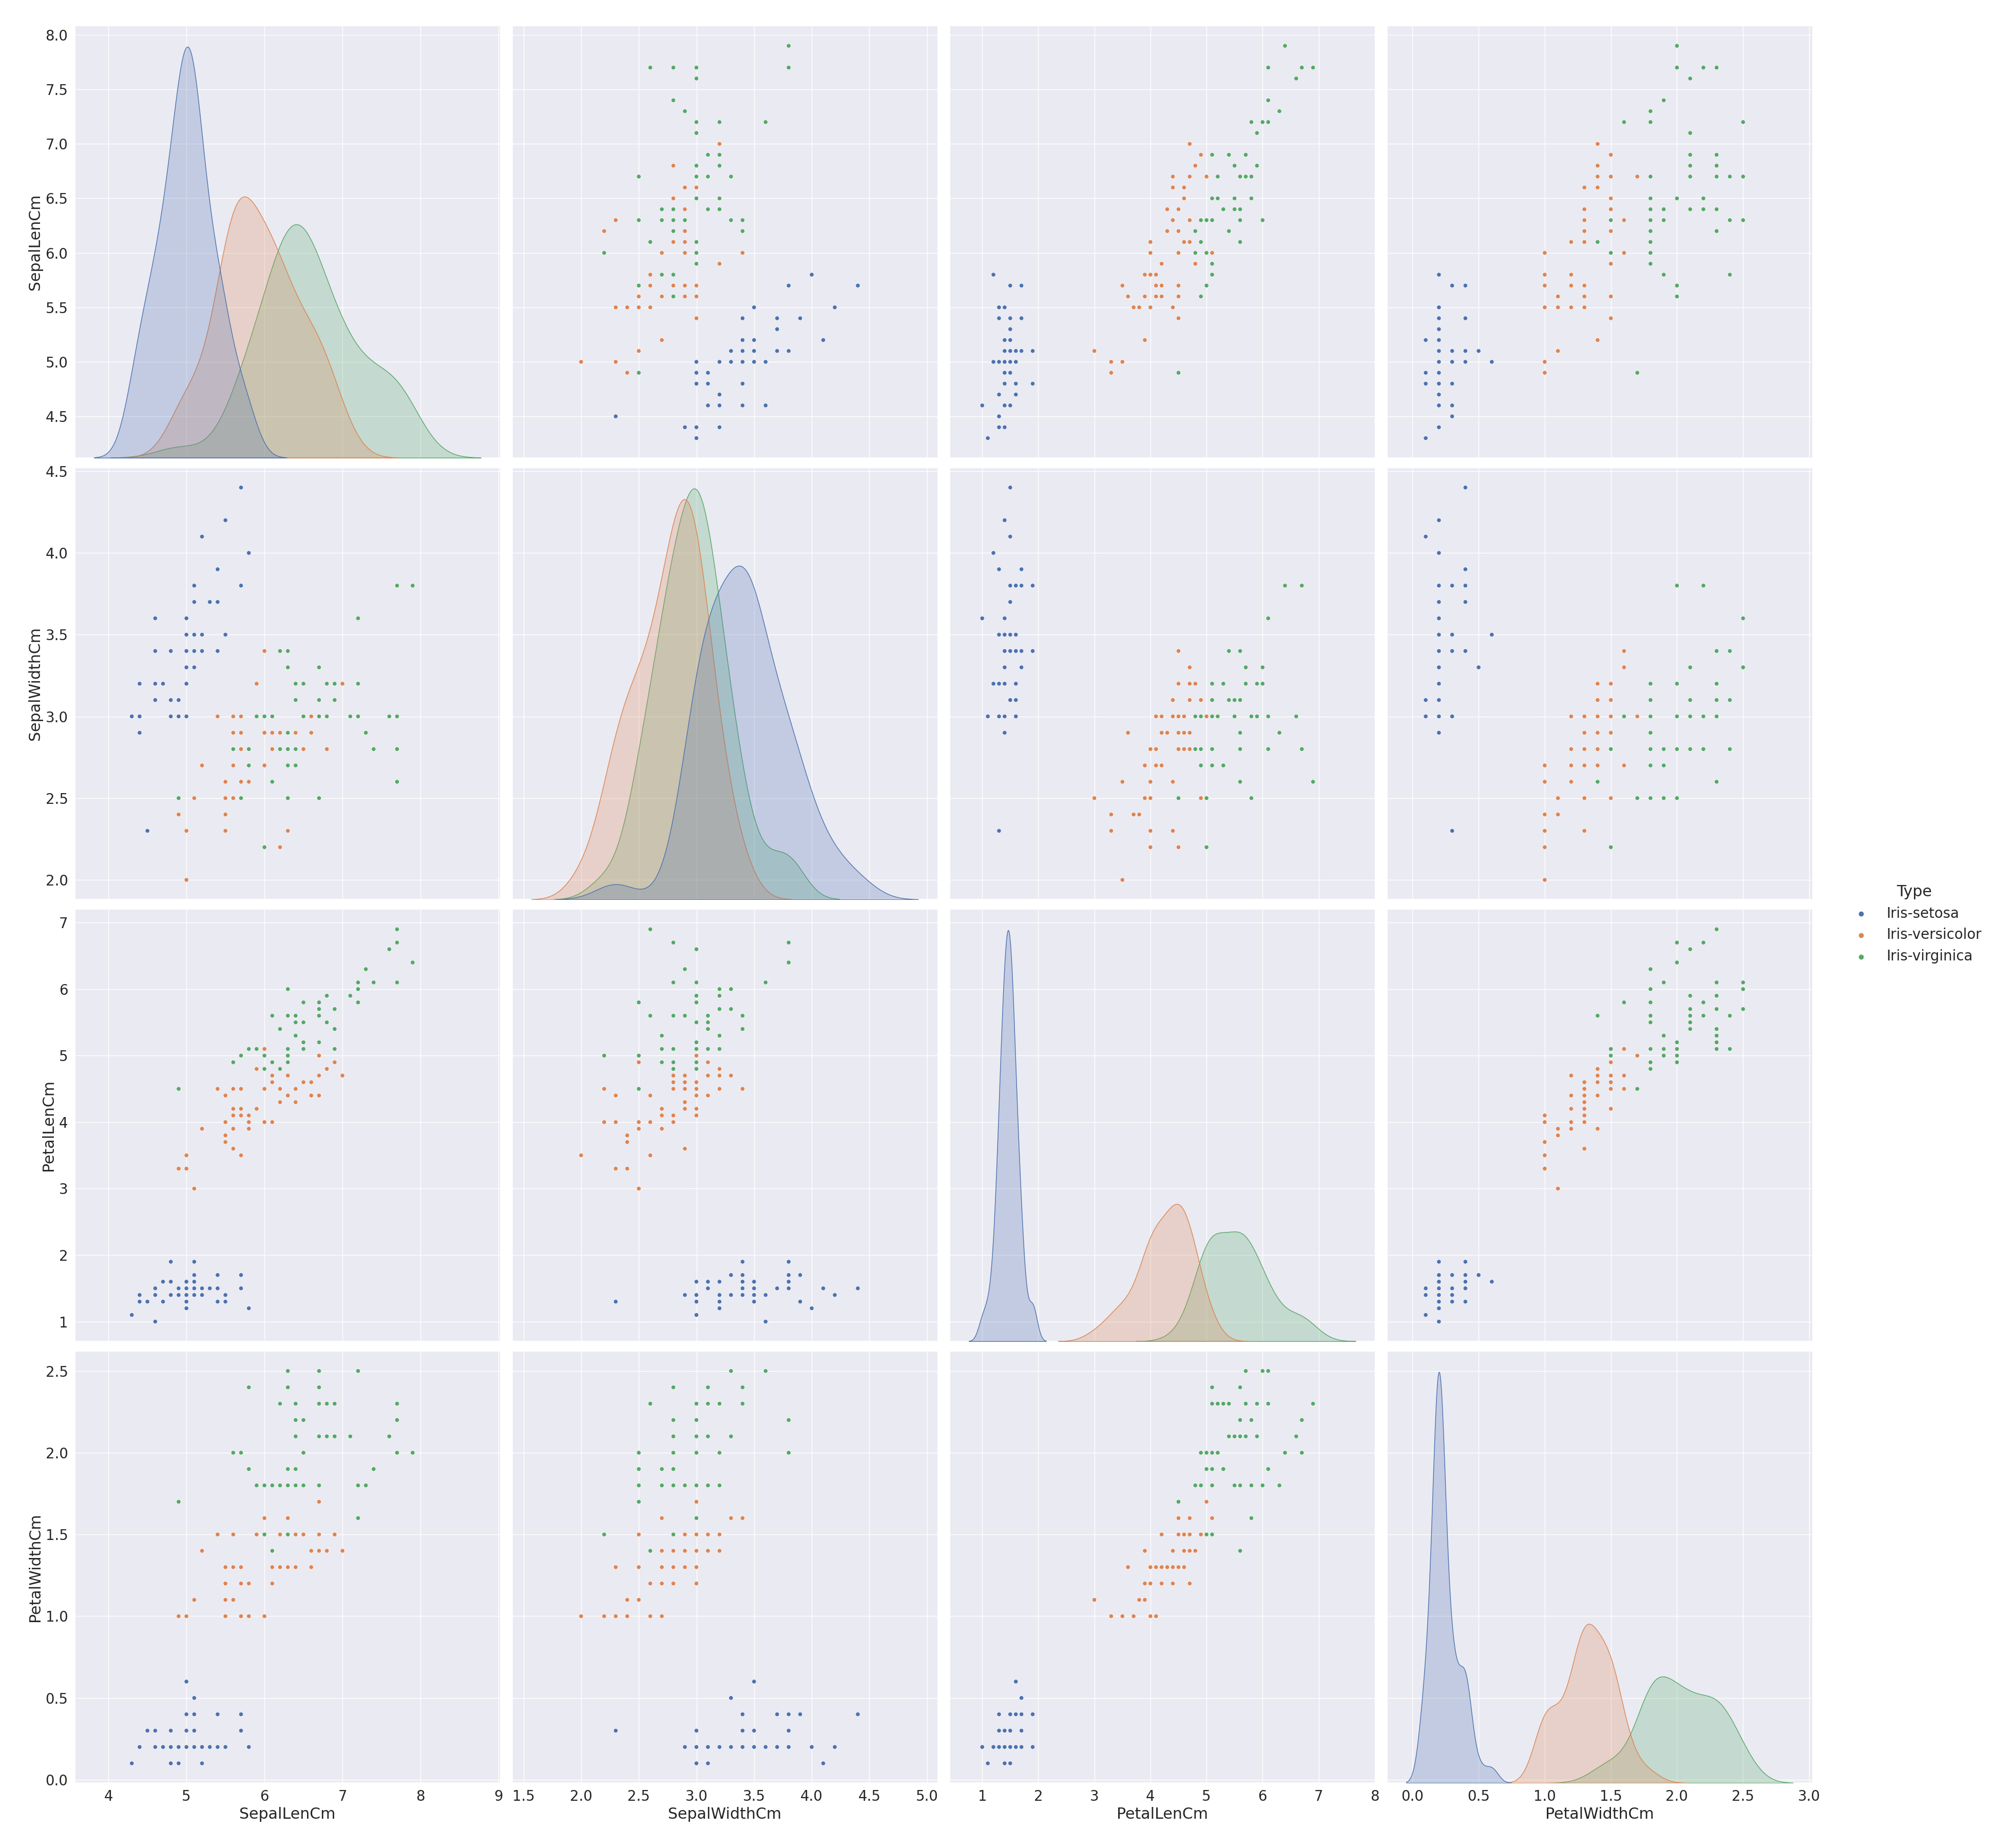 8.0
7.5
7.0
6.5
6.0
5.5
5.0
4.5
SepalLenCm
4.5
4.0
3.5
3.0
2.5
2.0
SepalWidthCm
7
6
5
4
3
2
1
PetalLenCm
2.5
2.0
1.5
1.0
0.5
0.0
PetalWidthCm
4 5 6 7 8 9
SepalLenCm
1.5 2.0 2.5 3.0 3.5 4.0 4.5 5.0
SepalWidthCm
1 2 3 4 5 6 7 8
PetalLenCm
0.0 0.5 1.0 1.5 2.0 2.5 3.0
PetalWidthCm
Type
Iris-setosa
Iris-versicolor
Iris-virginica